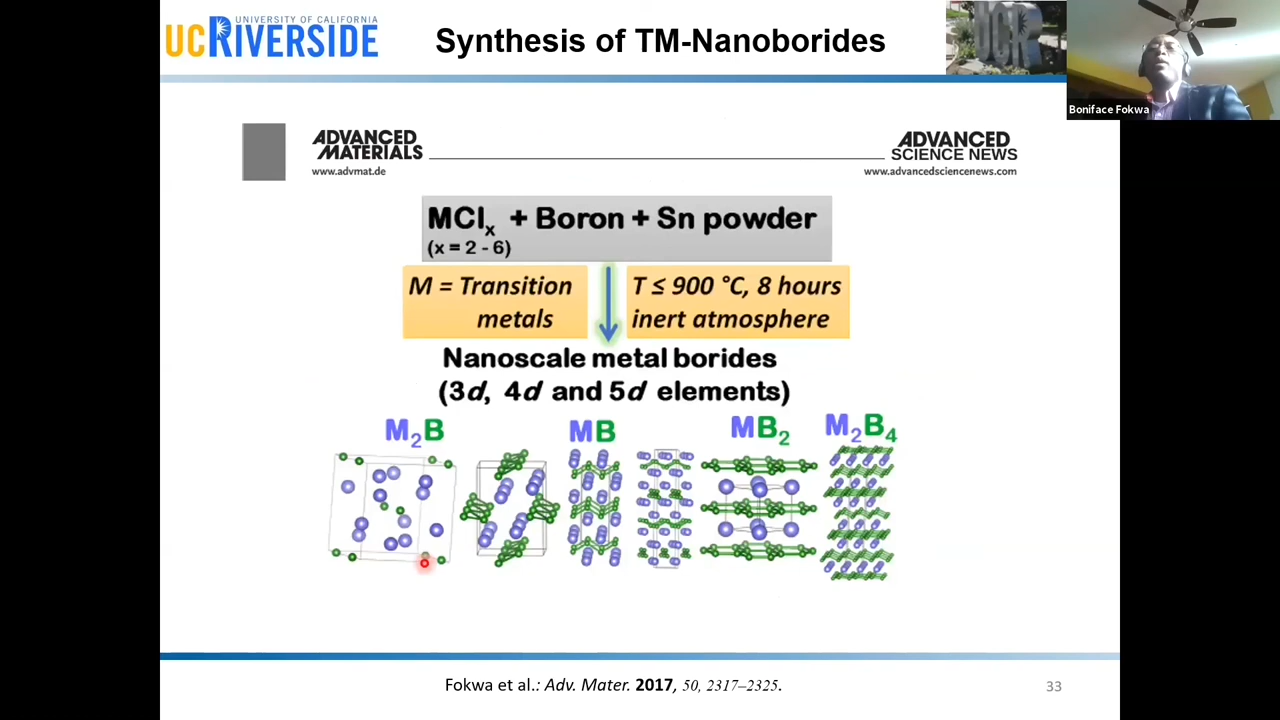 UNIVERSITY OF CALIFORNIA
UCRIVERSIDE
Synthesis of TM-Nanoborides
UCR
Boniface Fokwa
ADVANCED
MATERIALS
www.advmat.de
ADVANCED
SCIENCE NEWS
www.advancedsciencenews.com
MClₓ + Boron + Sn powder
(x = 2 - 6)
M = Transition
metals
T ≤ 900 °C, 8 hours
inert atmosphere
Nanoscale metal borides
(3d, 4d and 5d elements)
M₂B
MB
MB₂
M₂B₄
Fokwa et al.: Adv. Mater. 2017, 50, 2317–2325.
33